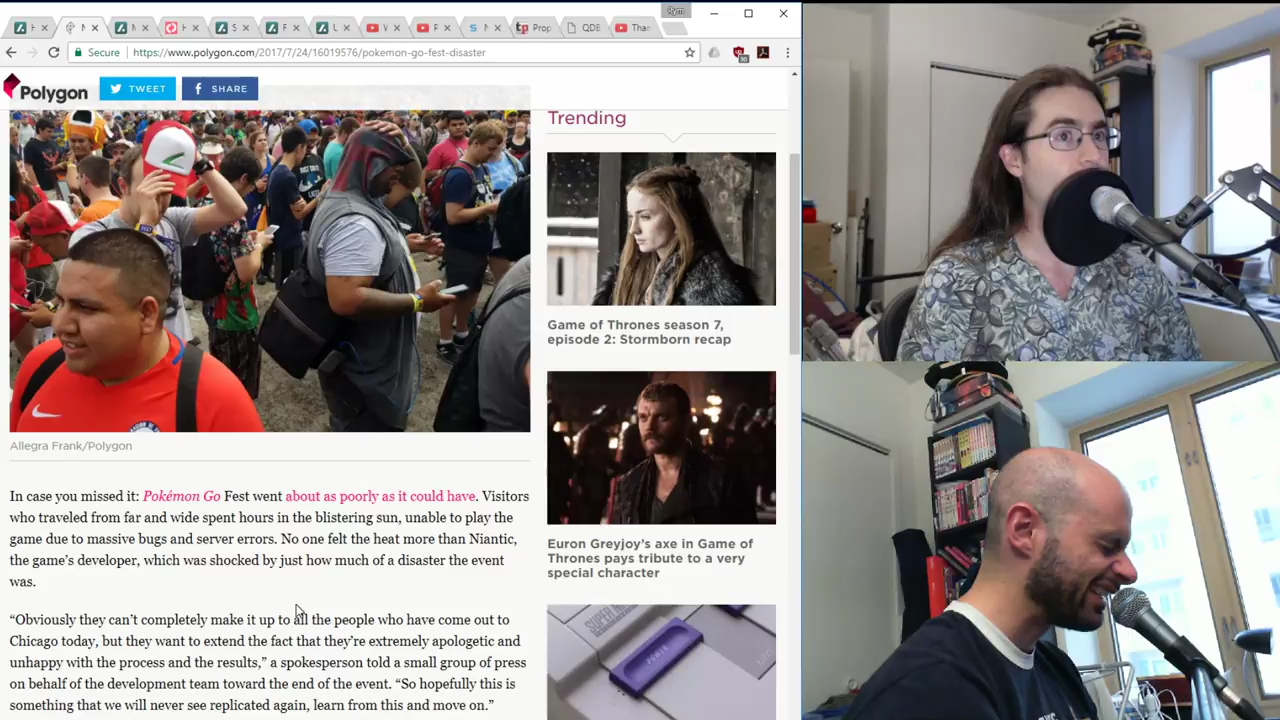 Rym
H
N
N
H
S
F
L
V
F
N
Prop
QDB
Than
Secure
https://www.polygon.com/2017/7/24/16019576/pokemon-go-fest-disaster
Polygon
TWEET
SHARE
Allegra Frank/Polygon
In case you missed it: Pokémon Go Fest went about as poorly as it could have. Visitors
who traveled from far and wide spent hours in the blistering sun, unable to play the
game due to massive bugs and server errors. No one felt the heat more than Niantic,
the game's developer, which was shocked by just how much of a disaster the event
was.
“Obviously they can't completely make it up to all the people who have come out to
Chicago today, but they want to extend the fact that they're extremely apologetic and
unhappy with the process and the results,” a spokesperson told a small group of press
on behalf of the development team toward the end of the event. “So hopefully this is
something that we will never see replicated again, learn from this and move on.”
Trending
Game of Thrones season 7,
episode 2: Stormborn recap
Euron Greyjoy's axe in Game of
Thrones pays tribute to a very
special character
POWER